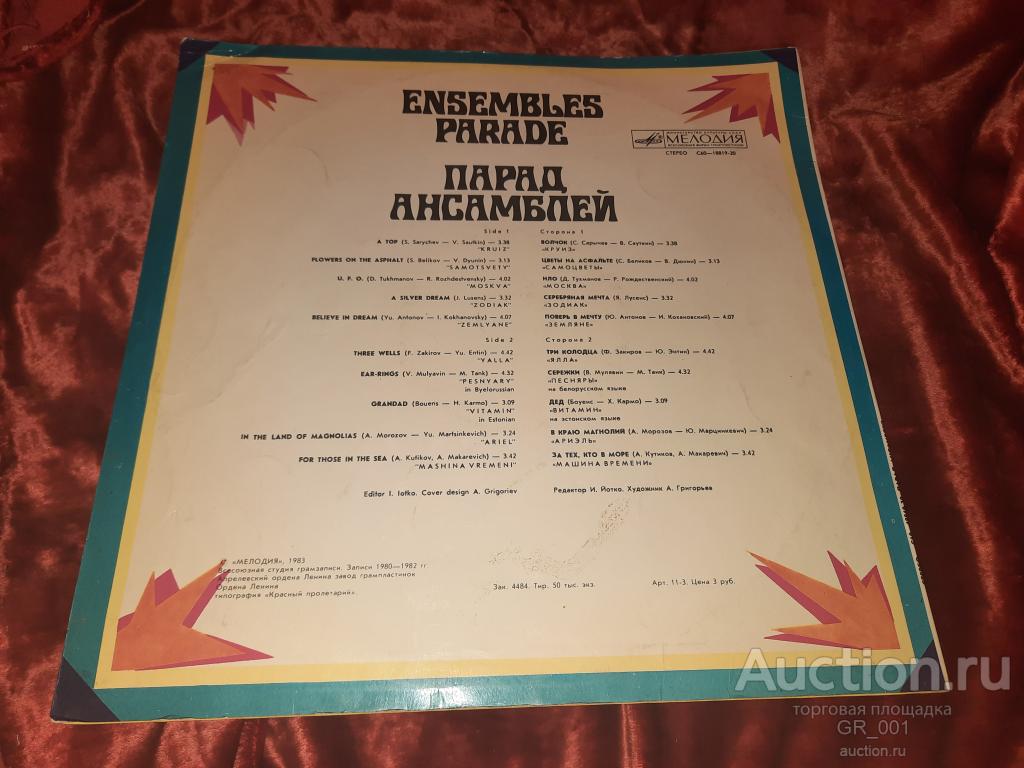 ENSEMBLES
PARADE
МИНИСТЕРСТВО КУЛЬТУРЫ СССР
МЕЛОДИЯ
ВСЕСОЮЗНАЯ ФИРМА ГРАМПЛАСТИНОК
СТЕРЕО С60—18819-20
ПАРАД
АНСАМБЛЕЙ
Side 1
A TOP (S. Sarychev — V. Sautkin) — 3.38
"KRUIZ"
FLOWERS ON THE ASPHALT (S. Belikov — V. Dyunin) — 3.13
"SAMOTSVETY"
U. F. O. (D. Tukhmanov — R. Rozhdestvensky) — 4.02
"MOSKVA"
A SILVER DREAM (J. Lusens) — 3.32
"ZODIAK"
BELIEVE IN DREAM (Yu. Antonov — I. Kokhanovsky) — 4.07
"ZEMLYANE"
Side 2
THREE WELLS (F. Zakirov — Yu. Entin) — 4.42
"YALLA"
EAR-RINGS (V. Mulyavin — M. Tank) — 4.32
"PESNYARY"
in Byelorussian
GRANDAD (Bouens — H. Karmo) — 3.09
"VITAMIN"
in Estonian
IN THE LAND OF MAGNOLIAS (A. Morozov — Yu. Martsinkevich) — 3.24
"ARIEL"
FOR THOSE IN THE SEA (A. Kutikov, A. Makarevich) — 3.42
"MASHINA VREMENI"
Editor I. Iotko. Cover design A. Grigoriev
Сторона 1
ВОЛЧОК (С. Сарычев — В. Сауткин) — 3.38
«КРУИЗ»
ЦВЕТЫ НА АСФАЛЬТЕ (С. Беликов — В. Дюнин) — 3.13
«САМОЦВЕТЫ»
НЛО (Д. Тухманов — Р. Рождественский) — 4.02
«МОСКВА»
СЕРЕБРЯНАЯ МЕЧТА (Я. Лусенс) — 3.32
«ЗОДИАК»
ПОВЕРЬ В МЕЧТУ (Ю. Антонов — И. Кохановский) — 4.07
«ЗЕМЛЯНЕ»
Сторона 2
ТРИ КОЛОДЦА (Ф. Закиров — Ю. Энтин) — 4.42
«ЯЛЛА»
СЕРЕЖКИ (В. Мулявин — М. Танк) — 4.32
«ПЕСНЯРЫ»
на белорусском языке
ДЕД (Боуенс — Х. Кармо) — 3.09
«ВИТАМИН»
на эстонском языке
В КРАЮ МАГНОЛИЙ (А. Морозов — Ю. Марцинкевич) — 3.24
«АРИЭЛЬ»
ЗА ТЕХ, КТО В МОРЕ (А. Кутиков, А. Макаревич) — 3.42
«МАШИНА ВРЕМЕНИ»
Редактор И. Йотко. Художник А. Григорьев
«МЕЛОДИЯ», 1983
Всесоюзная студия грамзаписи. Записи 1980—1982 гг.
Апрелевский ордена Ленина завод грампластинок
Ордена Ленина
типография «Красный пролетарий».
Зак. 4484. Тир. 50 тыс. экз.
Арт. 11-3. Цена 3 руб.
Auction.ru
торговая площадка
GR_001
auction.ru